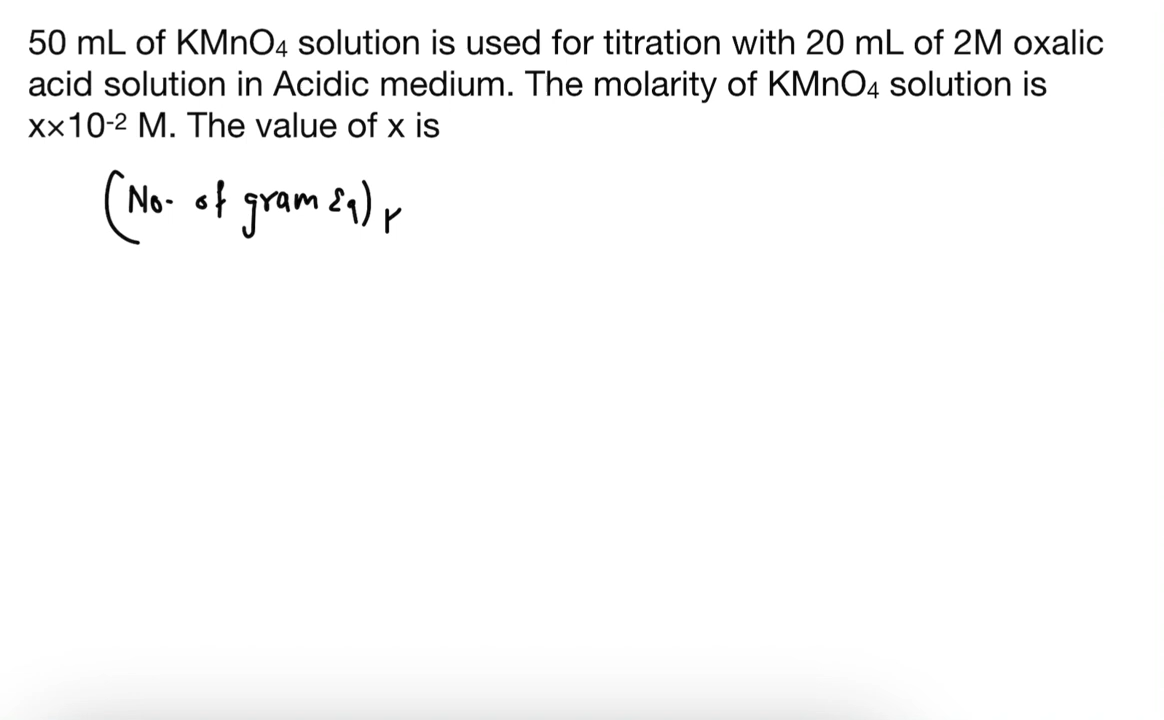 50 mL of KMnO4 solution is used for titration with 20 mL of 2M oxalic
acid solution in Acidic medium. The molarity of KMnO4 solution is
x×10-2 M. The value of x is
(No. of gram Eq)